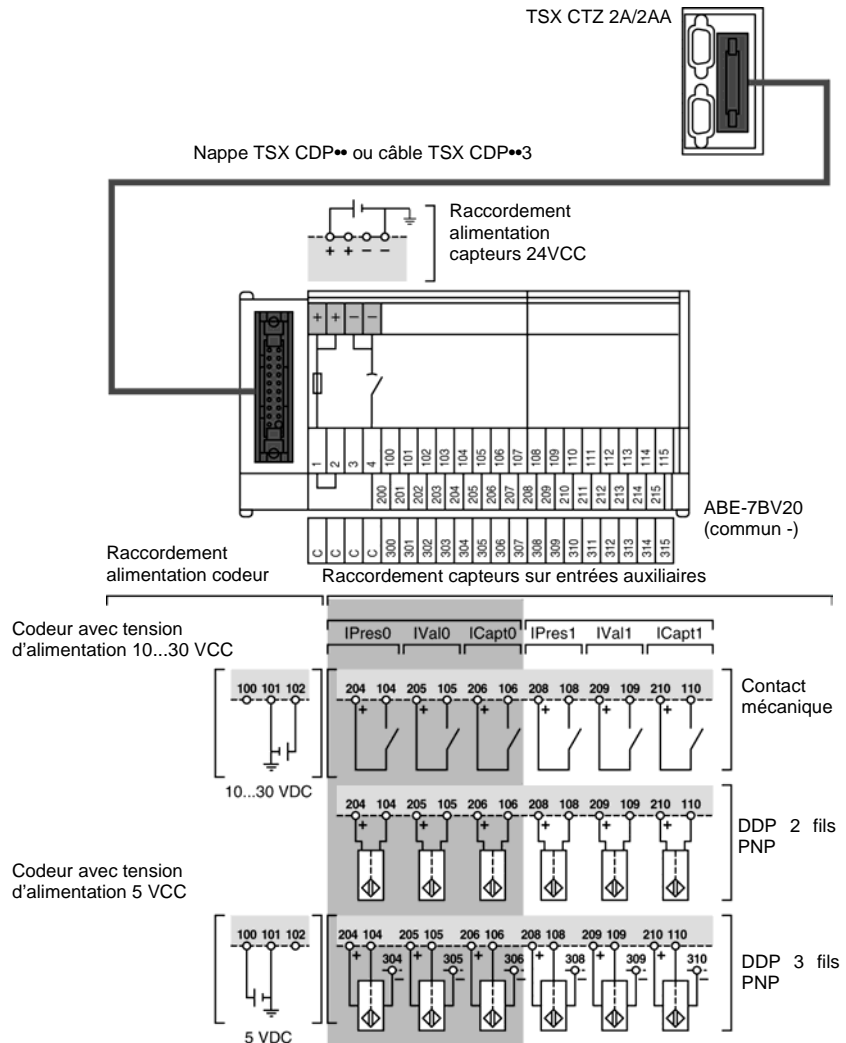 TSX CTZ 2A/2AA
Nappe TSX CDP•• ou câble TSX CDP••3
Raccordement
alimentation
capteurs 24VCC
+ + − −
+ + − −
1 2 3 4 100 101 102 103 104 105 106 107 108 109 110 111 112 113 114 115
200 201 202 203 204 205 206 207 208 209 210 211 212 213 214 215
ABE-7BV20
(commun -)
C C C C 300 301 302 303 304 305 306 307 308 309 310 311 312 313 314 315
Raccordement
alimentation codeur
Raccordement capteurs sur entrées auxiliaires
Codeur avec tension
d'alimentation 10...30 VCC
IPres0 IVal0 ICapt0 IPres1 IVal1 ICapt1
100 101 102
204 104 205 105 206 106 208 108 209 109 210 110
+ + + + + +
Contact
mécanique
10...30 VDC
204 104 205 105 206 106 208 108 209 109 210 110
+ + + + + +
DDP 2 fils
PNP
Codeur avec tension
d'alimentation 5 VCC
100 101 102
204 104 205 105 206 106 208 108 209 109 210 110
+ 304 − + 305 − + 306 − + 308 − + 309 − + 310 −
DDP 3 fils
PNP
5 VDC